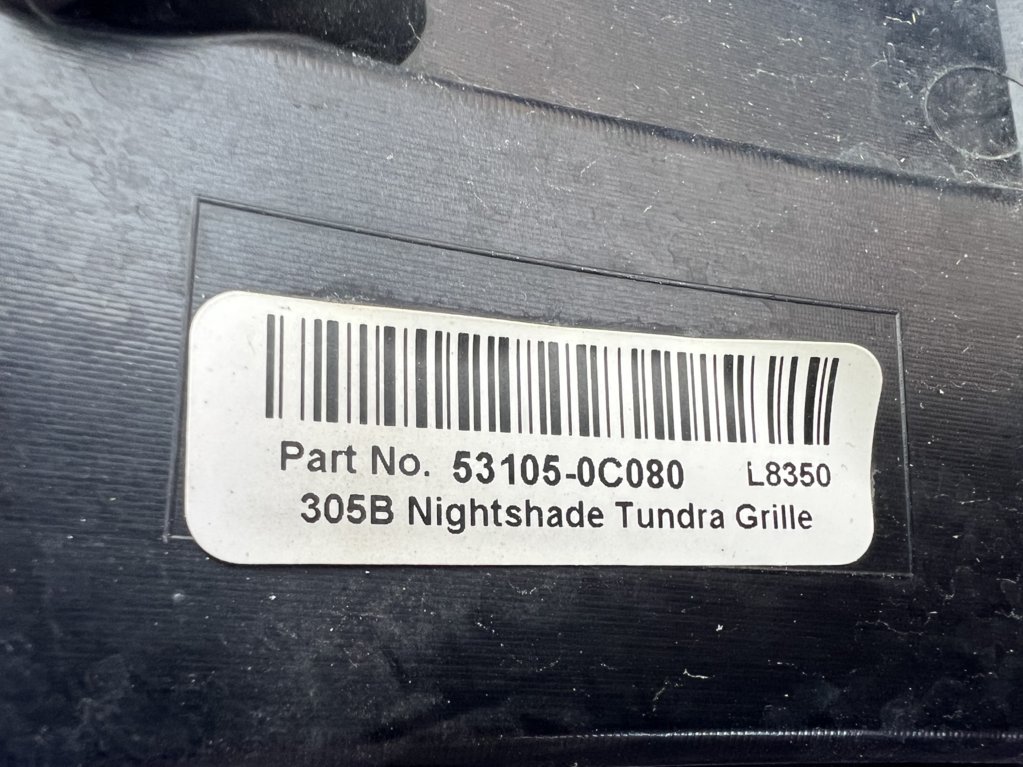 Part No. 53105-0C080 L8350
305B Nightshade Tundra Grille